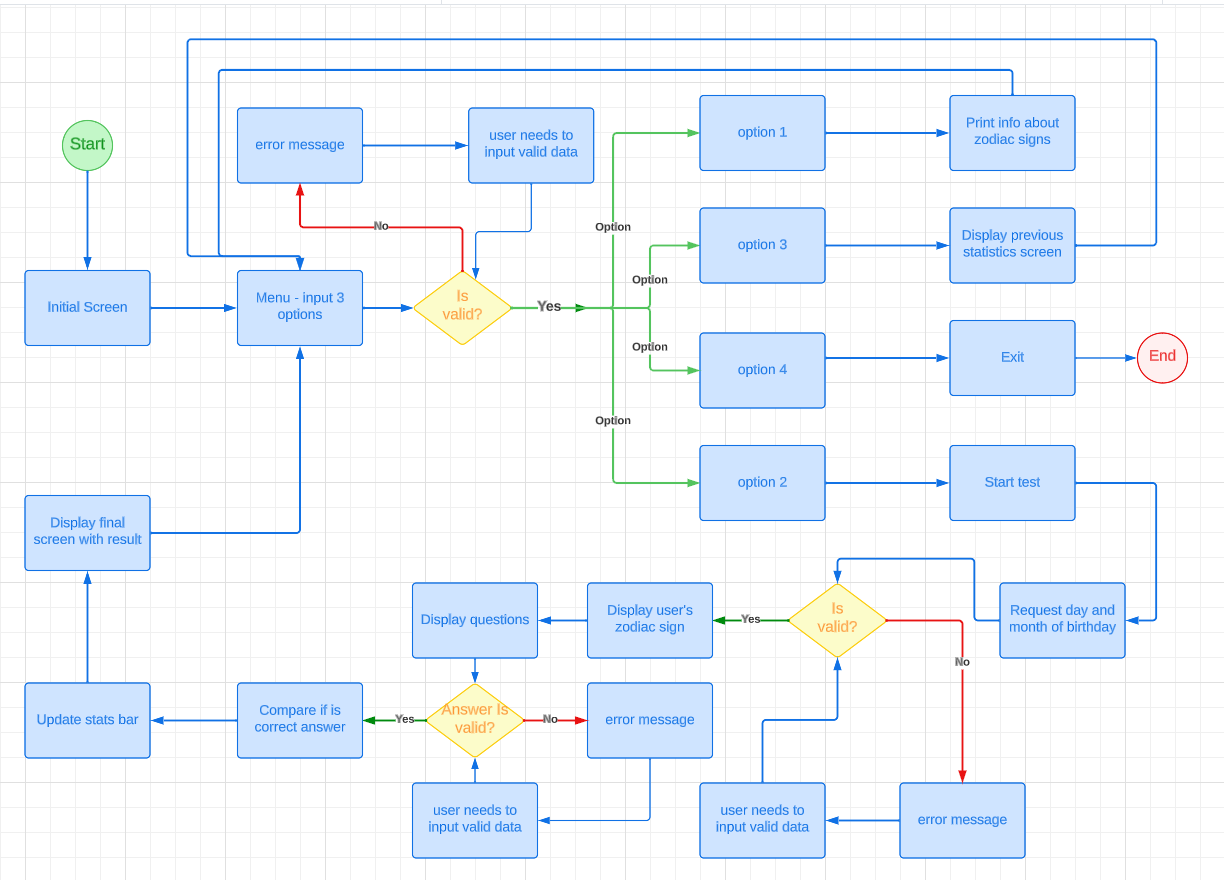 Start
error message
user needs to
input valid data
option 1
Print info about
zodiac signs
No
Option
option 3
Display previous
statistics screen
Option
Initial Screen
Menu - input 3
options
Is
valid?
Yes
Option
option 4
Exit
End
Option
option 2
Start test
Display final
screen with result
Display questions
Display user's
zodiac sign
Yes
Is
valid?
Request day and
month of birthday
No
Update stats bar
Compare if is
correct answer
Yes
Answer Is
valid?
No
error message
user needs to
input valid data
user needs to
input valid data
error message